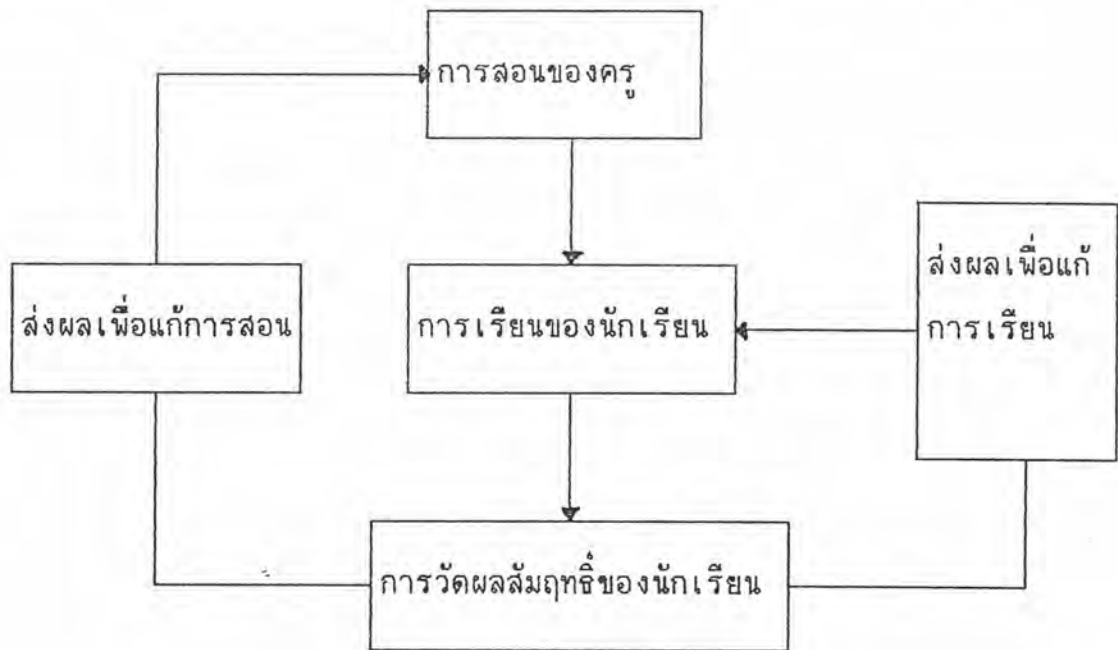 การสอนของครู
ส่งผลเพื่อแก้
การเรียน
ส่งผลเพื่อแก้การสอน
การเรียนของนักเรียน
การวัดผลสัมฤทธิ์ของนักเรียน